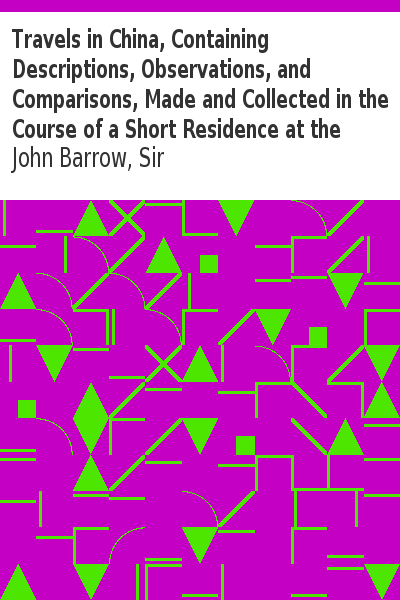 Travels in China, Containing
Descriptions, Observations, and
Comparisons, Made and Collected in the
Course of a Short Residence at the
John Barrow, Sir